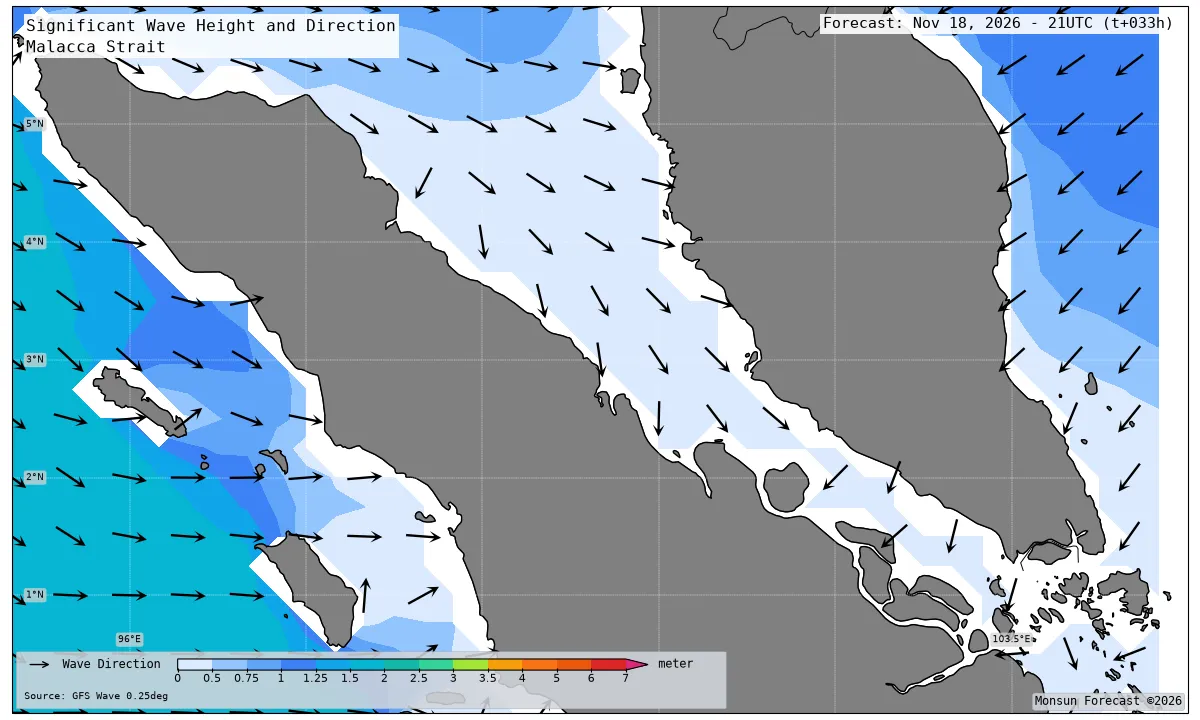 Significant Wave Height and Direction
Malacca Strait
Forecast: Nov 18, 2026 - 21UTC (t+033h)
5°N
4°N
3°N
2°N
1°N
96°E
103.5°E
Wave Direction
meter
0 0.5 0.75 1 1.25 1.5 2 2.5 3 3.5 4 5 6 7
Source: GFS Wave 0.25deg
Monsun Forecast ©2026